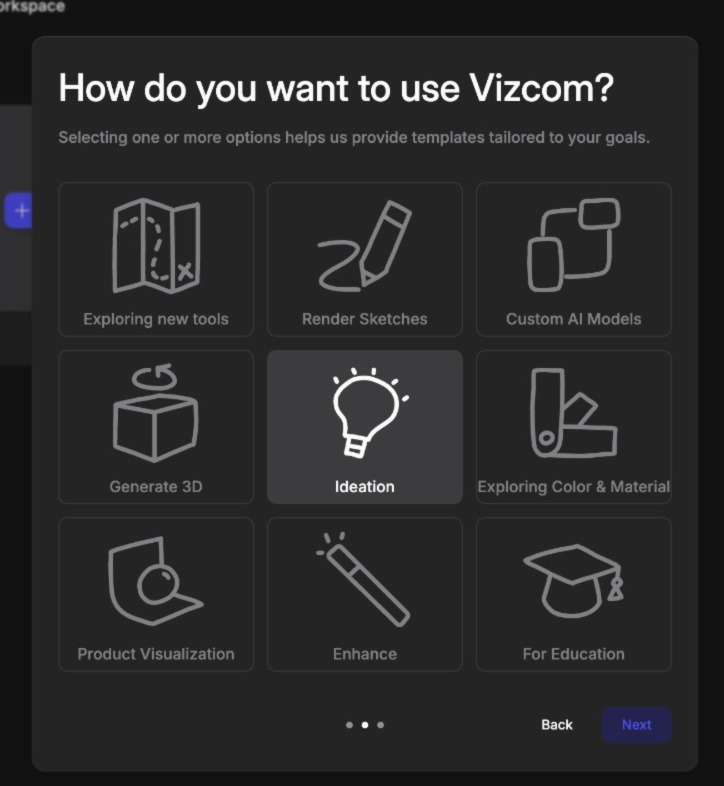 How do you want to use Vizcom?
Selecting one or more options helps us provide templates tailored to your goals.
Exploring new tools
Render Sketches
Custom AI Models
Generate 3D
Ideation
Exploring Color & Material
Product Visualization
Enhance
For Education
Back
Next